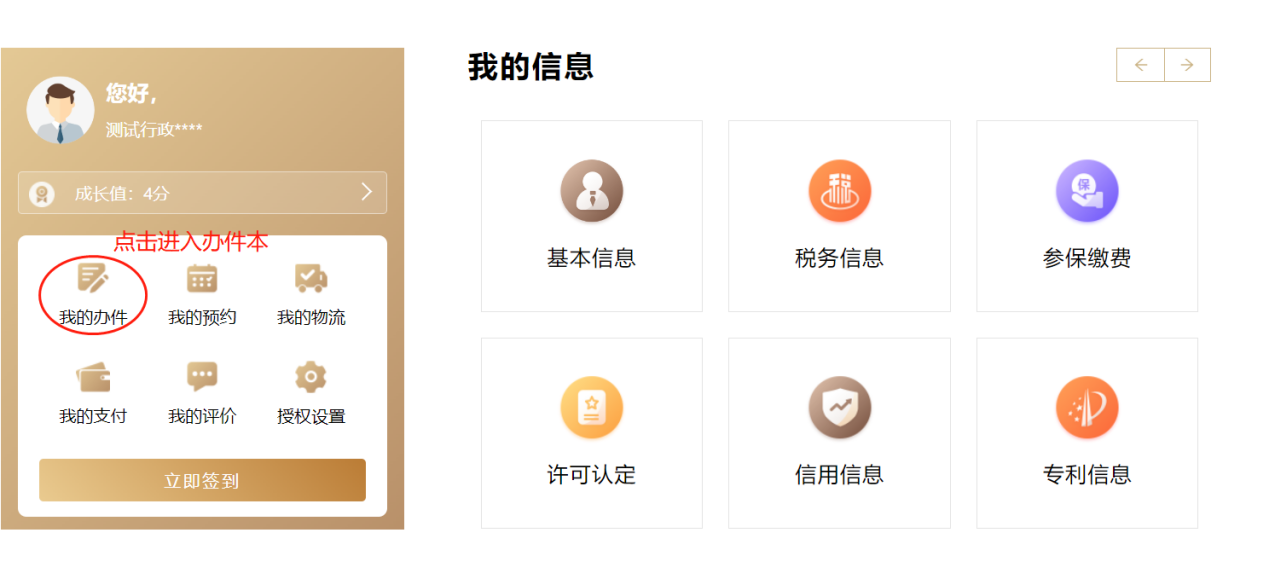 您好,
测试行政****
成长值: 4分
点击进入办件本
我的办件
我的预约
我的物流
我的支付
我的评价
授权设置
立即签到
我的信息
税
保
基本信息
税务信息
参保缴费
许可认定
信用信息
专利信息